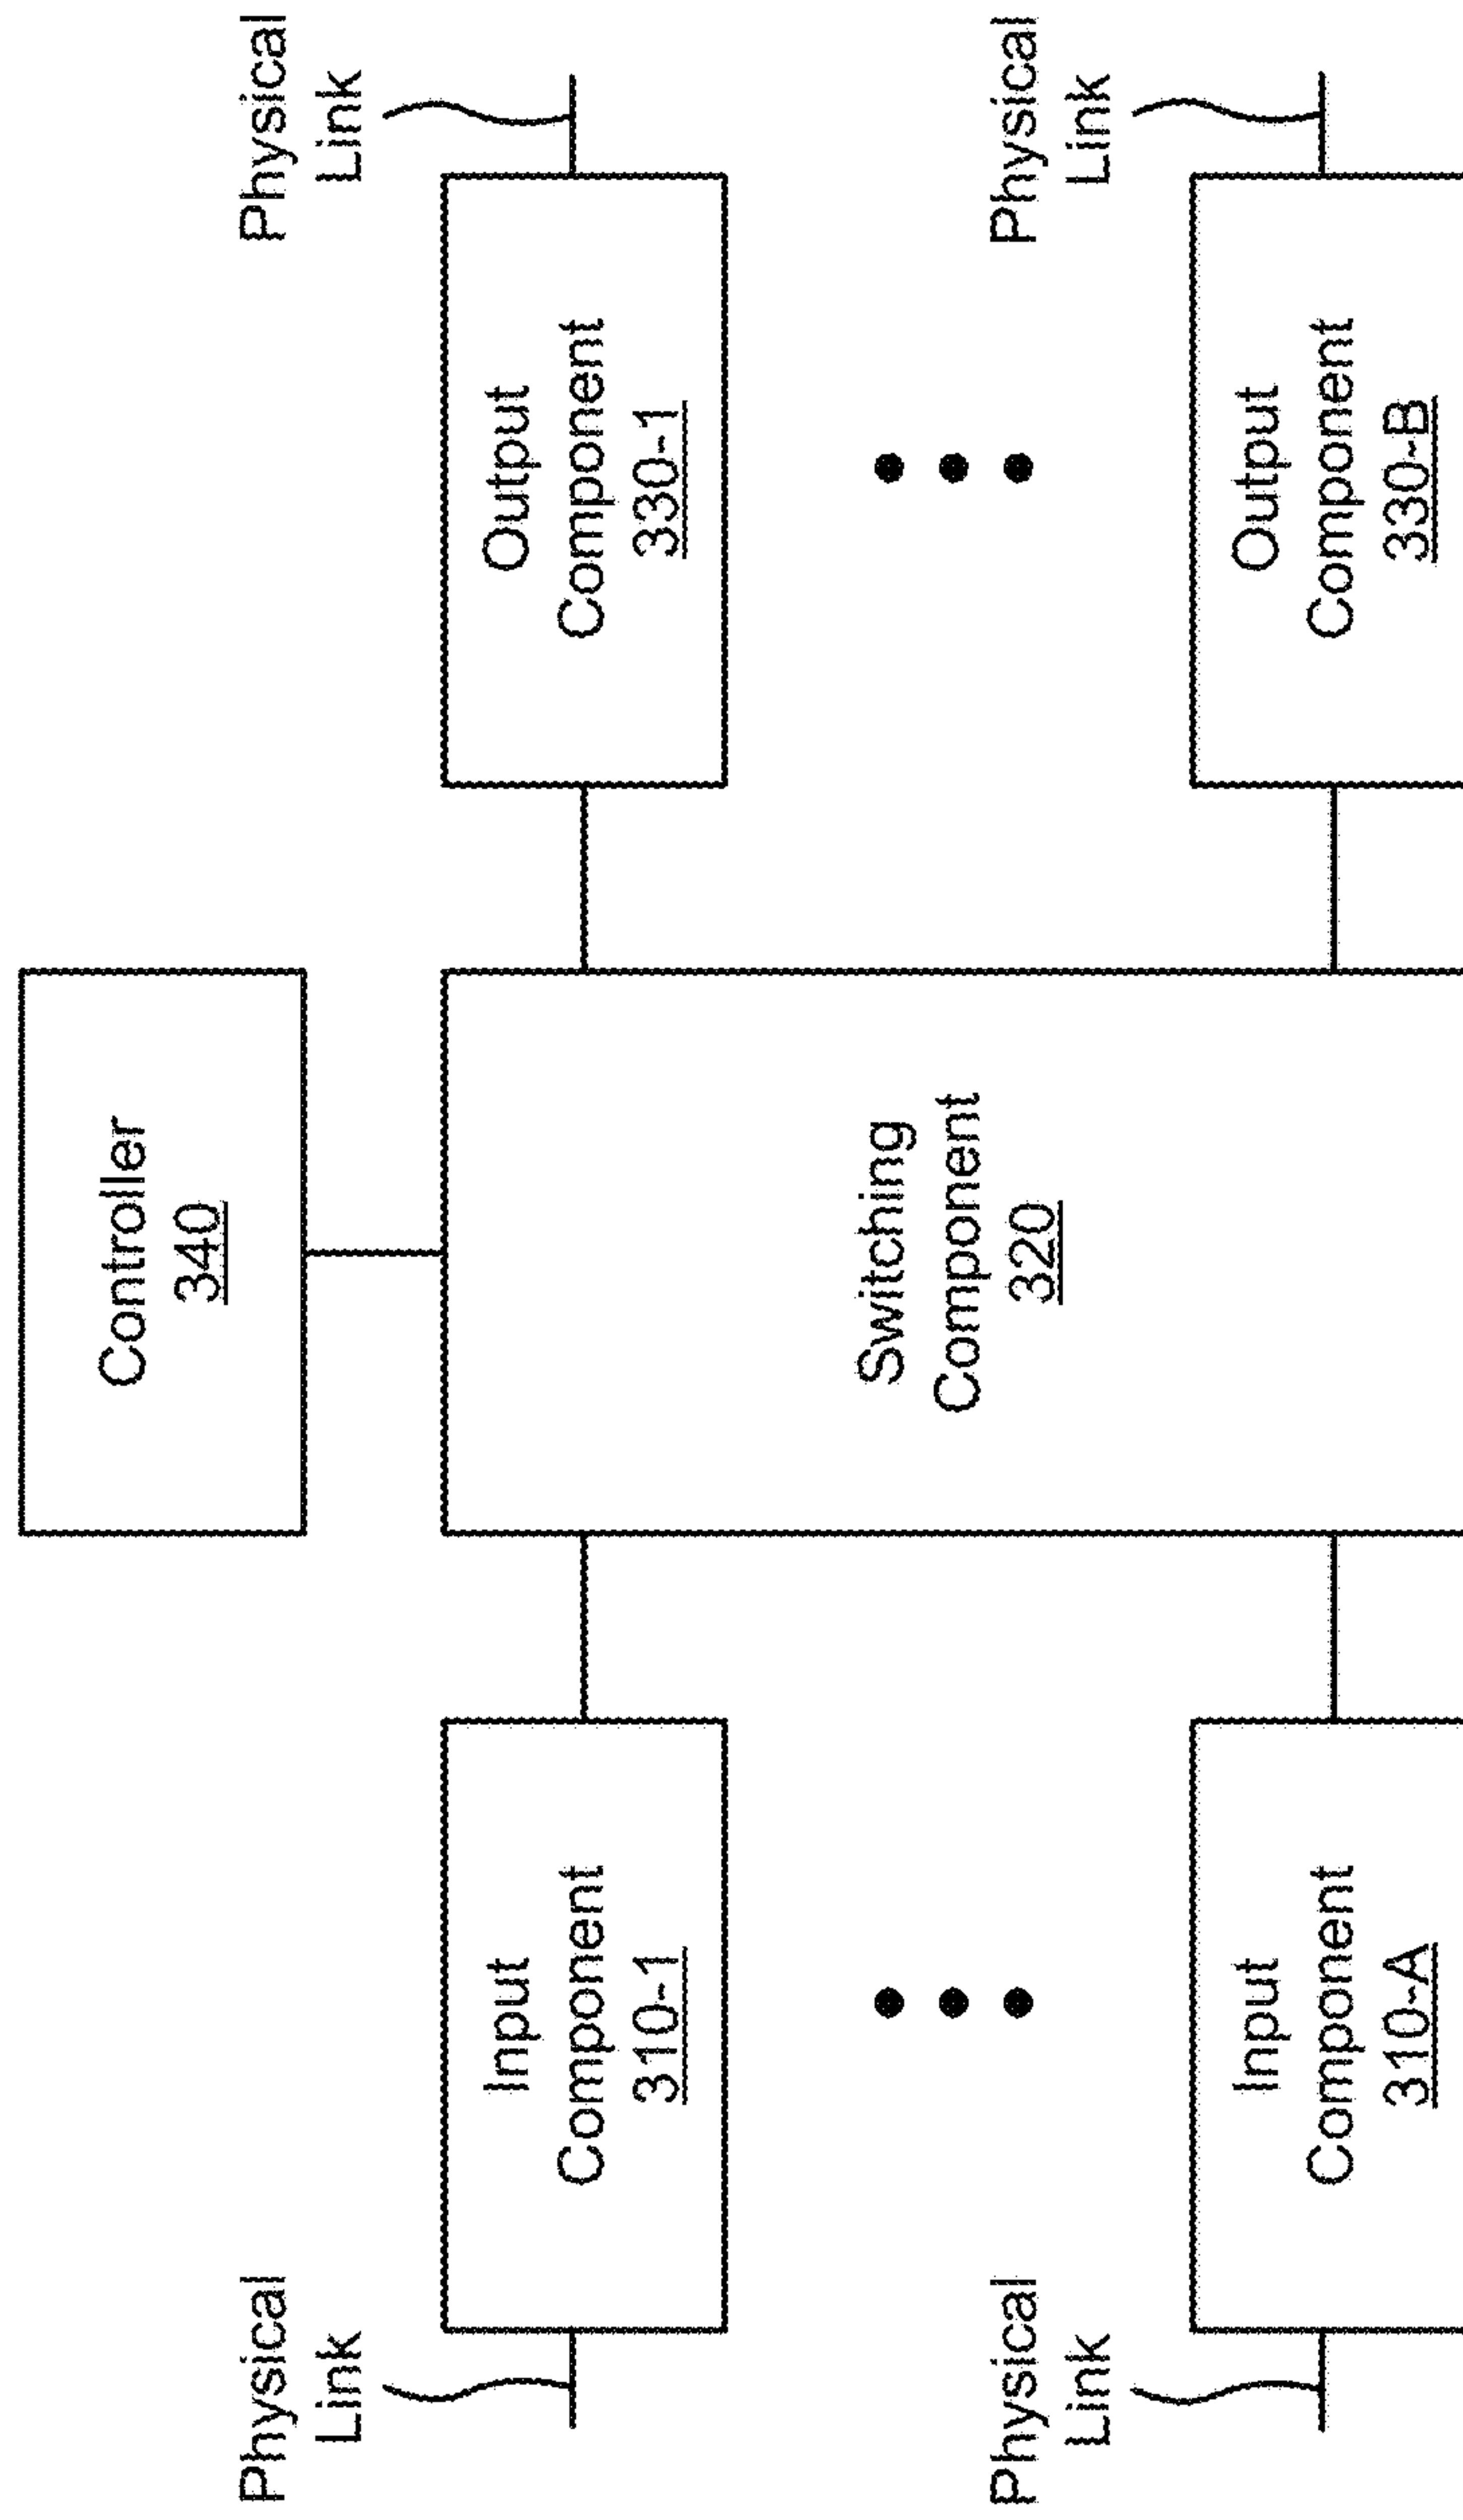 Controller
340
Physical
Link
Physical
Link
Input
Component
310-1
Output
Component
330-1
Switching
Component
320
Physical
Link
Physical
Link
Input
Component
310-A
Output
Component
330-B